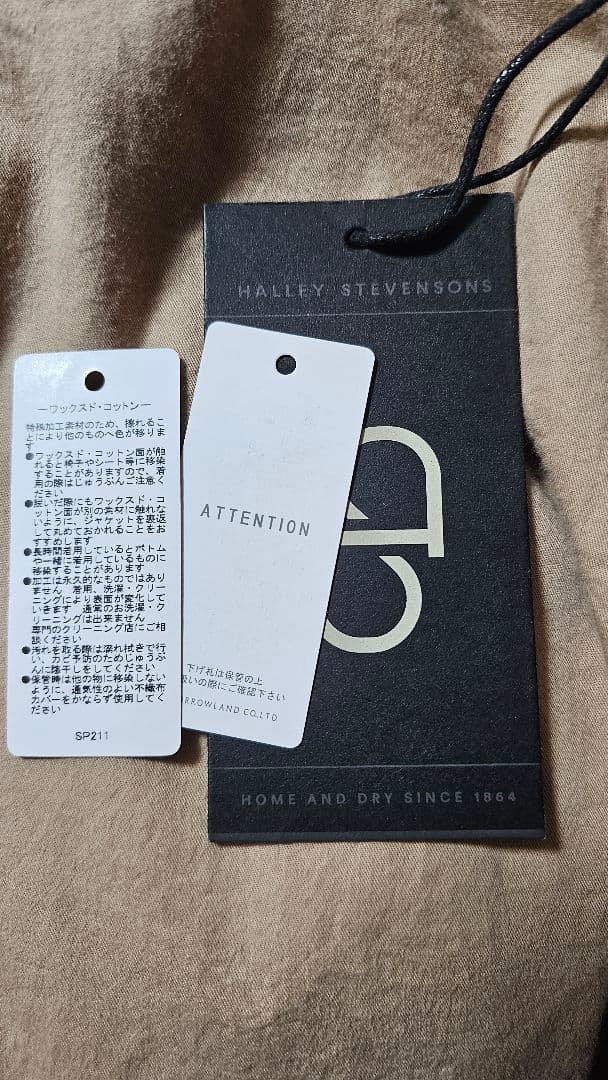 HALLEY STEVENSONS
HOME AND DRY SINCE 1864
ATTENTION
下げ札は保管の上
扱いの際にご確認下さい
ARROWLAND CO.,LTD
―ワックスド・コットン―
特殊加工素材のため、擦れるこ
とにより他のものへ色が移りま
す
●ワックスド・コットン面が触
れると椅子やシート等に移染
することがありますので、着
用の際はじゅうぶんご注意く
ださい
●脱いだ際にもワックスド・コ
ットン面が別の素材に触れな
いように、ジャケットを裏返
して丸めておかれることをお
すすめします
●長時間着用しているとボトム
や一緒に着用しているものに
移染することがあります
●加工は永久的なものではあり
ません 着用、洗濯・クリー
ニングにより表面が変化して
いきます 通常のお洗濯・ク
リーニングは出来ません
専門のクリーニング店にご相
談ください
●汚れを取る際は濡れ拭きで行
い、カビ予防のためじゅうぶ
んに陰干しをしてください
●保管時は他の物に移染しない
ように、通気性のよい不織布
カバーをかならず使用してく
ださい
SP211